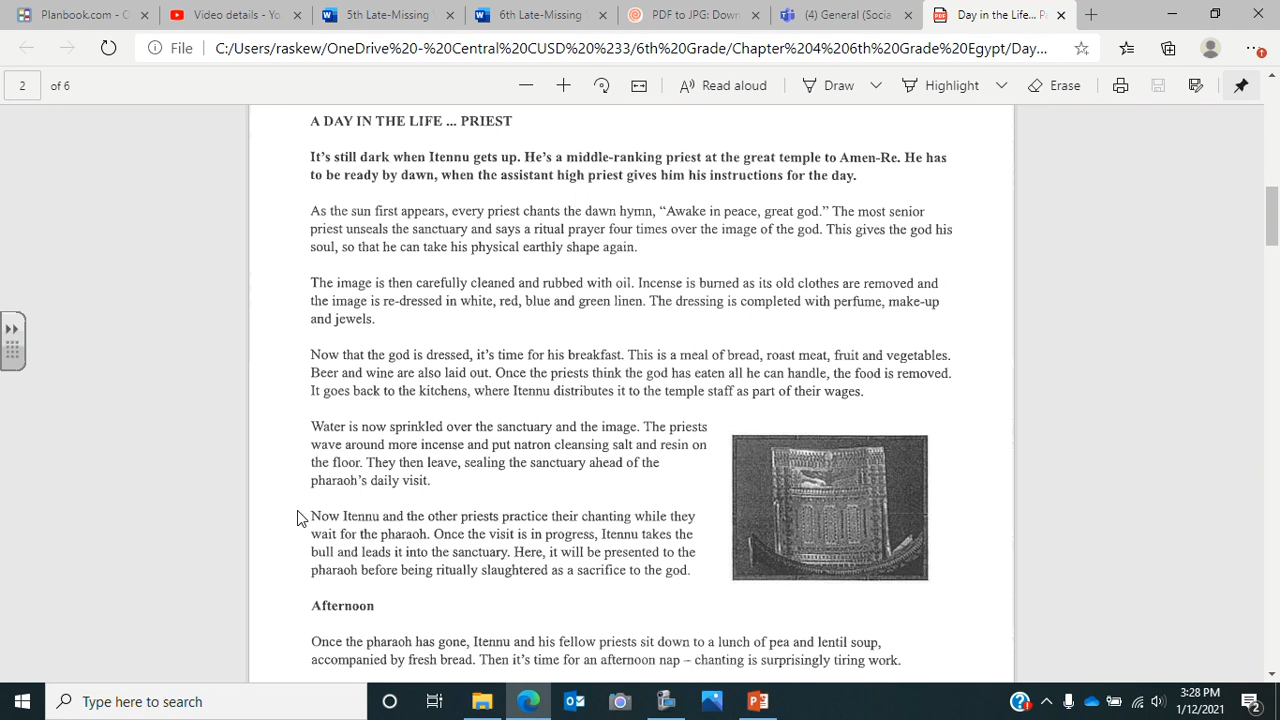 Planbook.com - C
Video details - Yo
5th Late-Missing
6th Late-Missing
PDF to JPG: Down
(4) General (Social
Day in the Life... P
File
C:/Users/raskew/OneDrive%20-%20Central%20CUSD%20%233/6th%20Grade/Chapter%204%206th%20Grade%20Egypt/Day...
2 of 6
Read aloud
Draw
Highlight
Erase
A DAY IN THE LIFE ... PRIEST
It's still dark when Itennu gets up. He's a middle-ranking priest at the great temple to Amen-Re. He has
to be ready by dawn, when the assistant high priest gives him his instructions for the day.
As the sun first appears, every priest chants the dawn hymn, “Awake in peace, great god.” The most senior
priest unseals the sanctuary and says a ritual prayer four times over the image of the god. This gives the god his
soul, so that he can take his physical earthly shape again.
The image is then carefully cleaned and rubbed with oil. Incense is burned as its old clothes are removed and
the image is re-dressed in white, red, blue and green linen. The dressing is completed with perfume, make-up
and jewels.
Now that the god is dressed, it's time for his breakfast. This is a meal of bread, roast meat, fruit and vegetables.
Beer and wine are also laid out. Once the priests think the god has eaten all he can handle, the food is removed.
It goes back to the kitchens, where Itennu distributes it to the temple staff as part of their wages.
Water is now sprinkled over the sanctuary and the image. The priests
wave around more incense and put natron cleansing salt and resin on
the floor. They then leave, sealing the sanctuary ahead of the
pharaoh's daily visit.
Now Itennu and the other priests practice their chanting while they
wait for the pharaoh. Once the visit is in progress, Itennu takes the
bull and leads it into the sanctuary. Here, it will be presented to the
pharaoh before being ritually slaughtered as a sacrifice to the god.
Afternoon
Once the pharaoh has gone, Itennu and his fellow priests sit down to a lunch of pea and lentil soup,
accompanied by fresh bread. Then it's time for an afternoon nap – chanting is surprisingly tiring work.
Type here to search
3:28 PM
1/12/2021
2